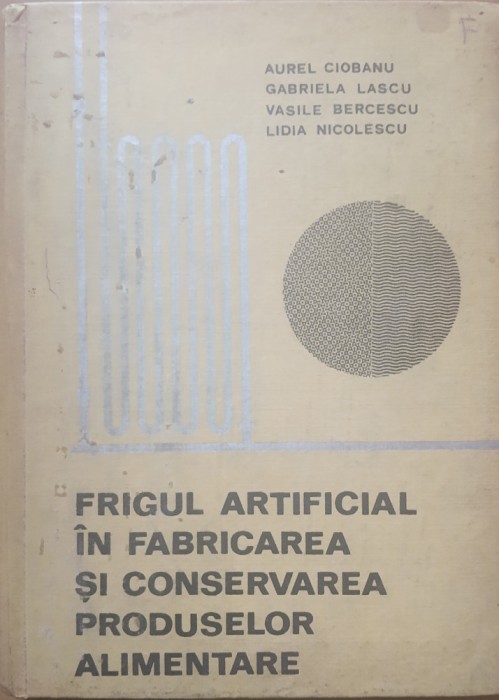 F
AUREL CIOBANU
GABRIELA LASCU
VASILE BERCESCU
LIDIA NICOLESCU
FRIGUL ARTIFICIAL
ÎN FABRICAREA
ȘI CONSERVAREA
PRODUSELOR
ALIMENTARE